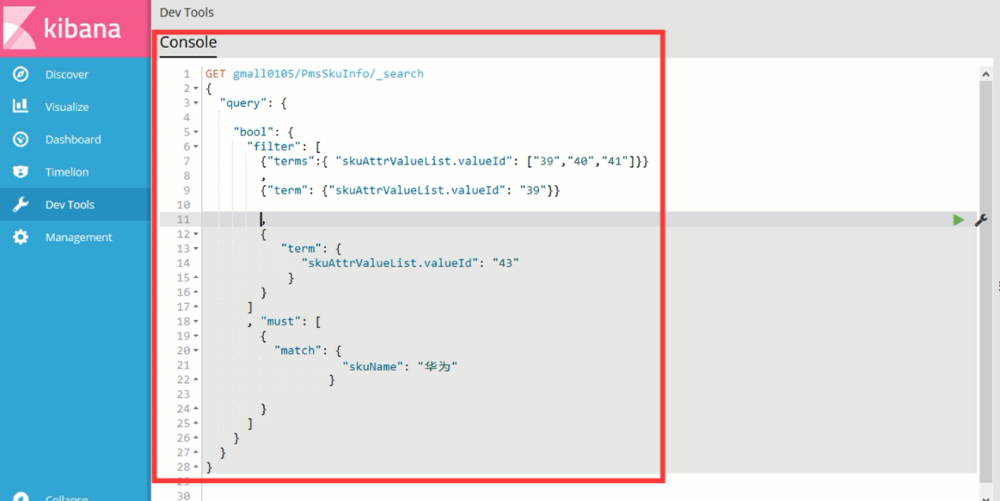 kibana
Discover
Visualize
Dashboard
Timelion
Dev Tools
Management
Collapse
Dev Tools
Console
1 GET gmall0105/PmsSkuInfo/_search
2 {
3 "query": {
4
5 "bool": {
6 "filter": [
7 {"terms":{ "skuAttrValueList.valueId": ["39","40","41"]}}
8 ,
9 {"term": {"skuAttrValueList.valueId": "39"}}
10
11 ,
12 {
13 "term": {
14 "skuAttrValueList.valueId": "43"
15 }
16 }
17 ]
18 , "must": [
19 {
20 "match": {
21 "skuName": "华为"
22 }
23
24 }
25 ]
26 }
27 }
28 }
29
30